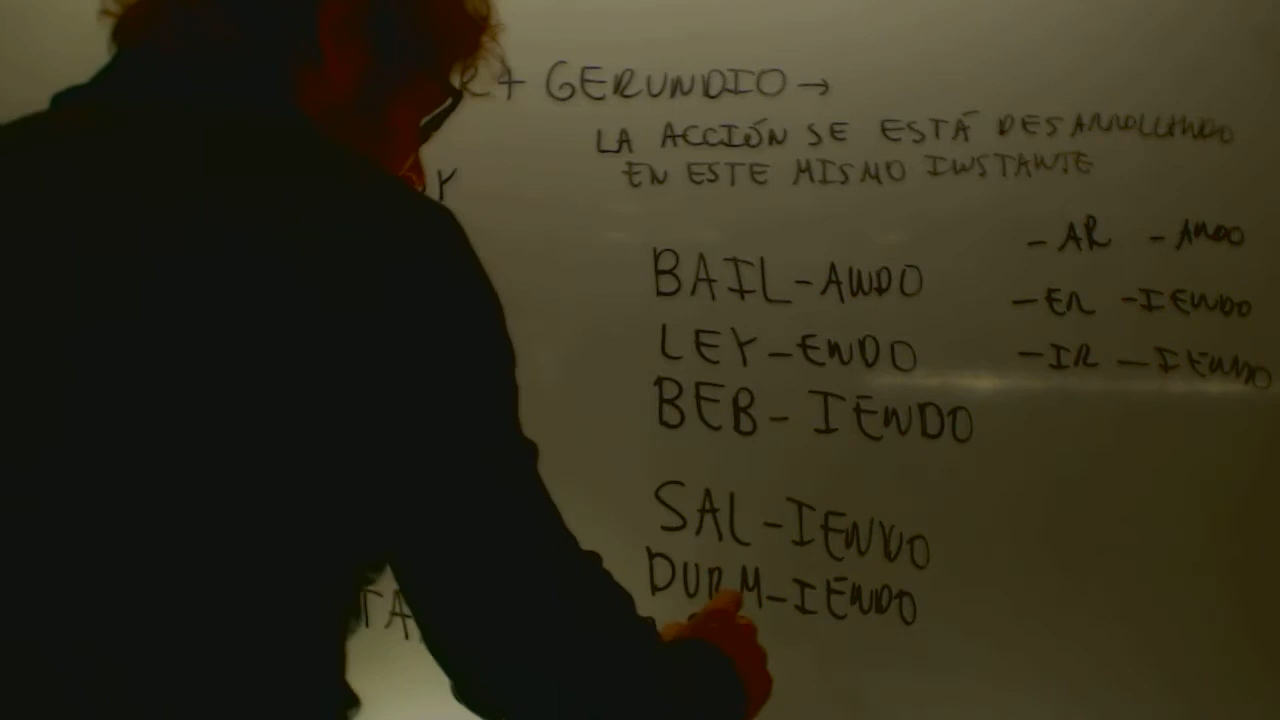 R + GERUNDIO →
LA ACCIÓN SE ESTÁ DESARROLLANDO
EN ESTE MISMO INSTANTE
Y
-AR -ANDO
BAIL-ANDO
-ER -IENDO
LEY-ENDO
-IR -IENDO
BEB-IENDO
SAL-IENDO
DURM-IENDO
TA